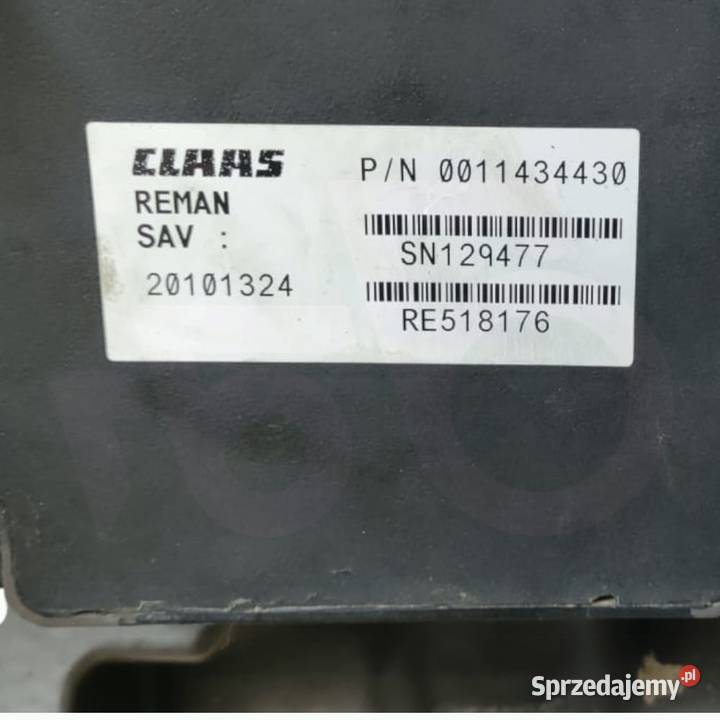 CLAAS
P/N 0011434430
REMAN
SAV :
SN129477
20101324
RE518176
Sprzedajemy.pl